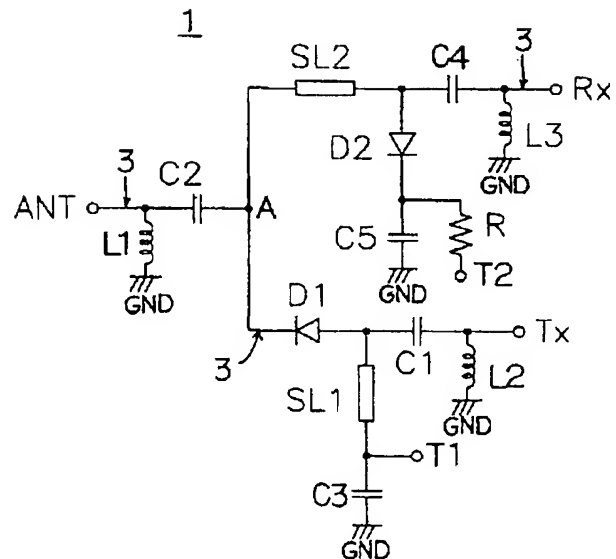 1
SL2
C4
3
Rx
D2
L3
GND
3
C2
ANT
A
L1
GND
C5
R
GND
T2
D1
3
C1
Tx
L2
SL1
GND
T1
C3
GND